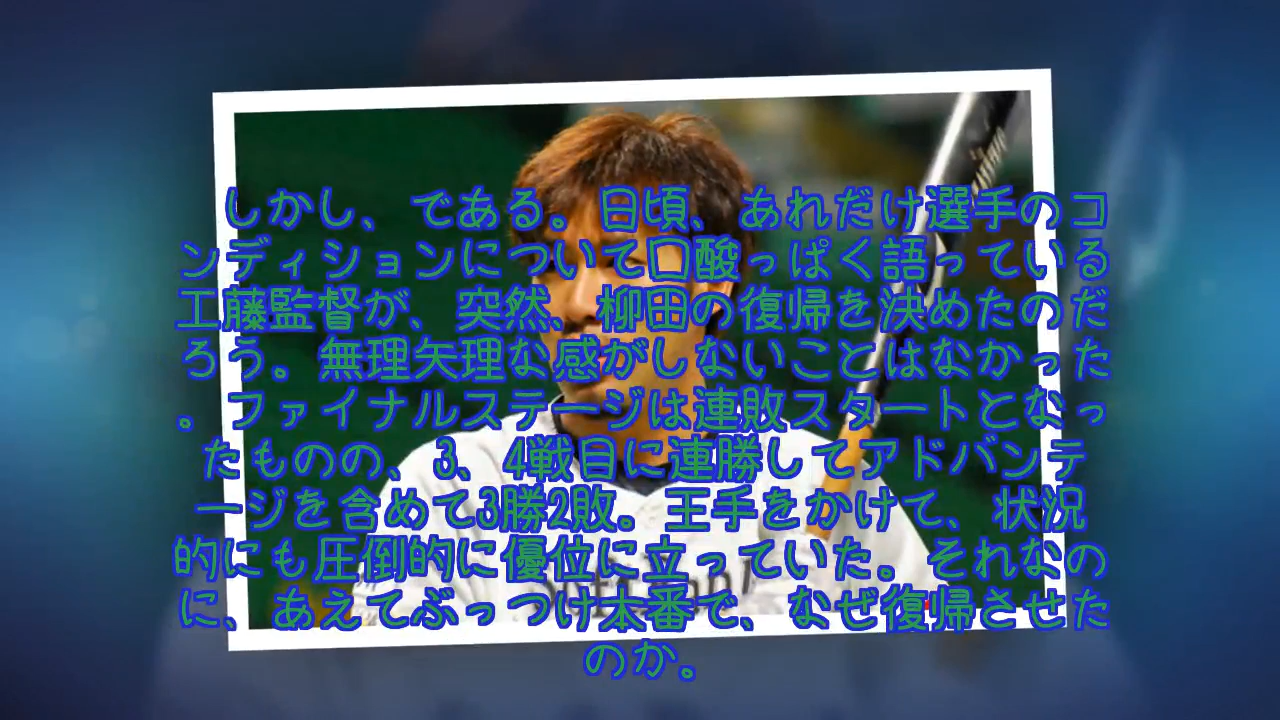 しかし、である。日頃、あれだけ選手のコ
ンディションについて口酸っぱく語っている
工藤監督が、突然、柳田の復帰を決めたのだ
ろう。無理矢理な感がしないことはなかった
。ファイナルステージは連敗スタートとなっ
たものの、3、4戦目に連勝してアドバンテ
ージを含めて3勝2敗。王手をかけて、状況
的にも圧倒的に優位に立っていた。それなの
に、あえてぶっつけ本番で、なぜ復帰させた
のか。